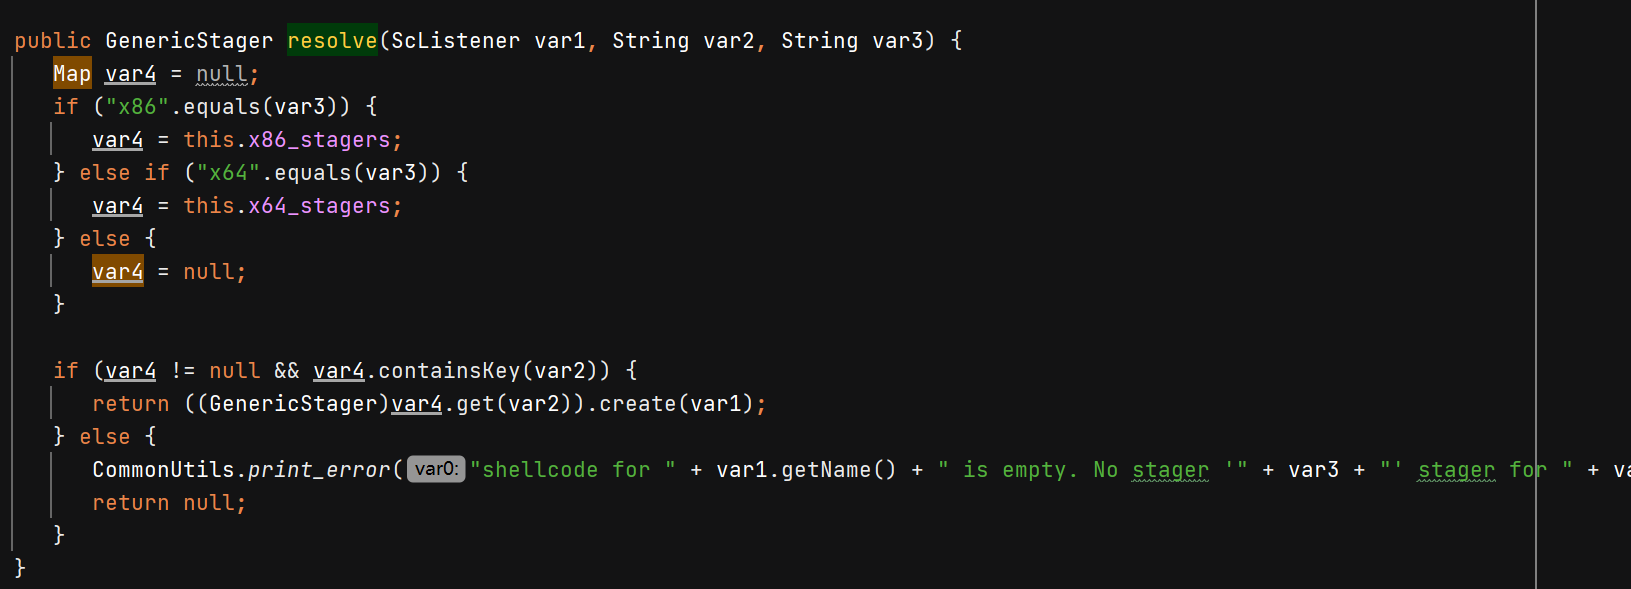 public GenericStager resolve(ScListener var1, String var2, String var3) {
Map var4 = null;
if ("x86".equals(var3)) {
var4 = this.x86_stagers;
} else if ("x64".equals(var3)) {
var4 = this.x64_stagers;
} else {
var4 = null;
}
if (var4 != null && var4.containsKey(var2)) {
return ((GenericStager)var4.get(var2)).create(var1);
} else {
CommonUtils.print_error( var0: "shellcode for " + var1.getName() + " is empty. No stager '" + var3 + "' stager for " + va
return null;
}
}